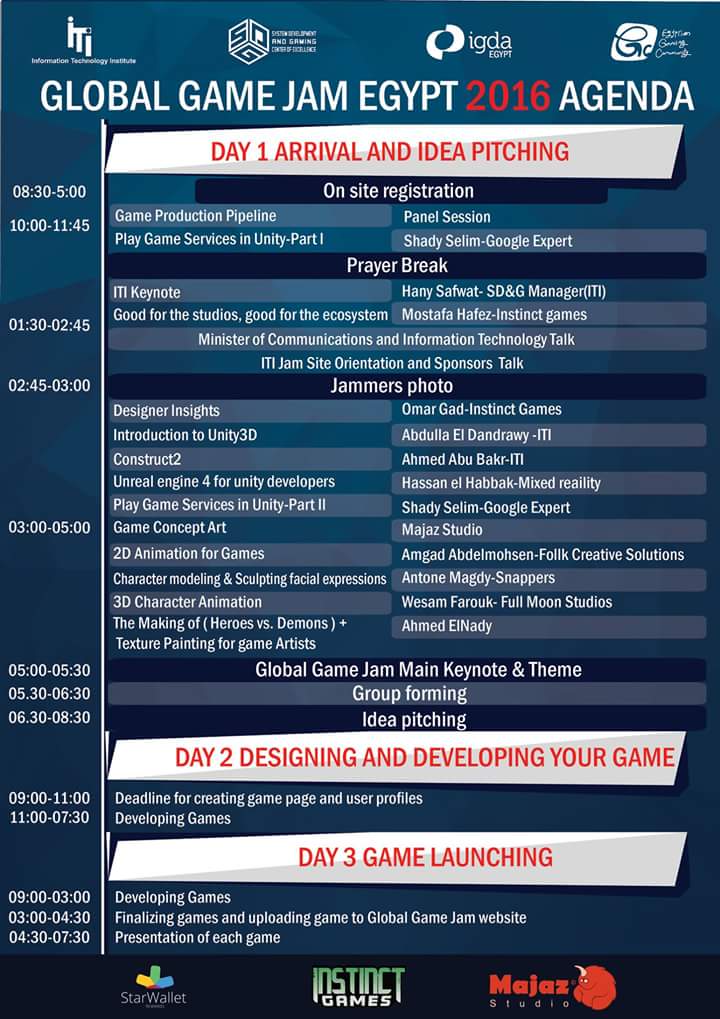 iTi
Information Technology Institute
SYSTEM DEVELOPMENT
AND GAMING
CENTER OF EXCELLENCE
igda
EGYPT
Egyptian
Gaming
Community
GLOBAL GAME JAM EGYPT 2016 AGENDA
DAY 1 ARRIVAL AND IDEA PITCHING
08:30-5:00 On site registration
10:00-11:45
Game Production Pipeline Panel Session
Play Game Services in Unity-Part I Shady Selim-Google Expert
Prayer Break
01:30-02:45
ITI Keynote Hany Safwat- SD&G Manager(ITI)
Good for the studios, good for the ecosystem Mostafa Hafez-Instinct games
Minister of Communications and Information Technology Talk
ITI Jam Site Orientation and Sponsors Talk
02:45-03:00 Jammers photo
03:00-05:00
Designer Insights Omar Gad-Instinct Games
Introduction to Unity3D Abdulla El Dandrawy -ITI
Construct2 Ahmed Abu Bakr-ITI
Unreal engine 4 for unity developers Hassan el Habbak-Mixed reaility
Play Game Services in Unity-Part II Shady Selim-Google Expert
Game Concept Art Majaz Studio
2D Animation for Games Amgad Abdelmohsen-Follk Creative Solutions
Character modeling & Sculpting facial expressions Antone Magdy-Snappers
3D Character Animation Wesam Farouk- Full Moon Studios
The Making of ( Heroes vs. Demons ) + Ahmed ElNady
Texture Painting for game Artists
05:00-05:30 Global Game Jam Main Keynote & Theme
05.30-06:30 Group forming
06.30-08:30 Idea pitching
DAY 2 DESIGNING AND DEVELOPING YOUR GAME
09:00-11:00 Deadline for creating game page and user profiles
11:00-07:30 Developing Games
DAY 3 GAME LAUNCHING
09:00-03:00 Developing Games
03:00-04:30 Finalizing games and uploading game to Global Game Jam website
04:30-07:30 Presentation of each game
StarWallet
INSTINCT
GAMES
Majaz
Studio